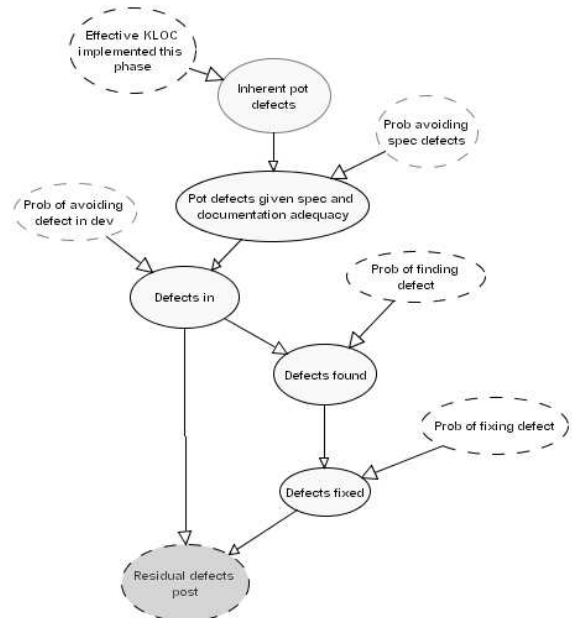 Effective KLOC
implemented this
phase
Inherent pot
defects
Prob avoiding
spec defects
Pot defects given spec and
documentation adequacy
Prob of avoiding
defect in dev
Prob of finding
defect
Defects in
Defects found
Prob of fixing defect
Defects fixed
Residual defects
post